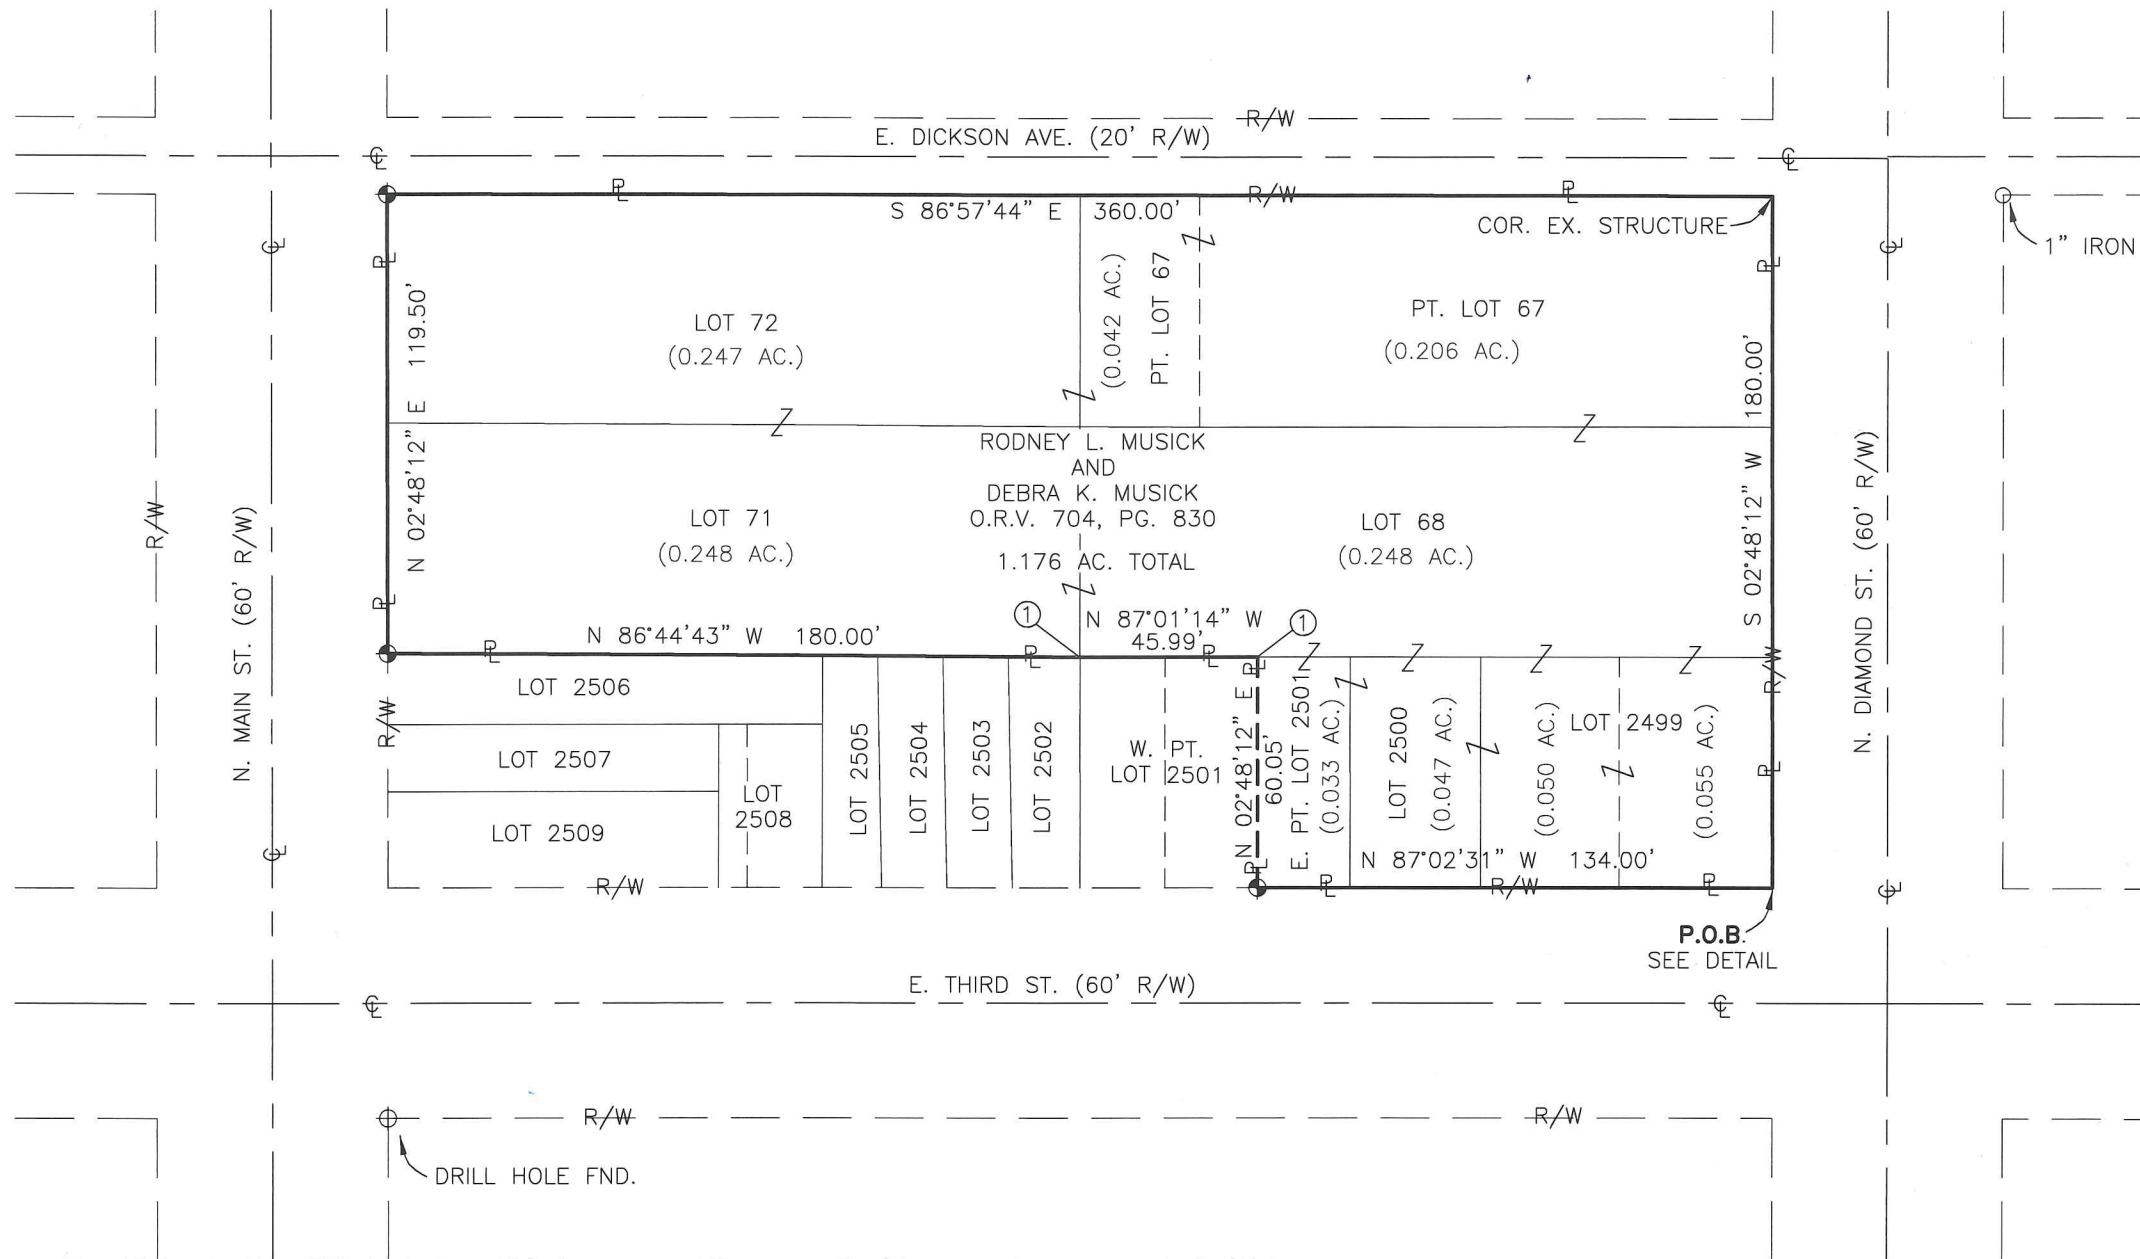 R/W
E. DICKSON AVE. (20' R/W)
℄
℄
℄
℄
P̲L
R/W
P̲L
S 86°57'44" E 360.00'
COR. EX. STRUCTURE
1" IRON
N 02°48'12" E 119.50'
LOT 72
(0.247 AC.)
(0.042 AC.)
PT. LOT 67
PT. LOT 67
(0.206 AC.)
S 02°48'12" W 180.00'
RODNEY L. MUSICK
AND
DEBRA K. MUSICK
O.R.V. 704, PG. 830
1.176 AC. TOTAL
LOT 71
(0.248 AC.)
LOT 68
(0.248 AC.)
R/W
N. MAIN ST. (60' R/W)
N. DIAMOND ST. (60' R/W)
1
N 87°01'14" W
45.99'
1
N 86°44'43" W 180.00'
R/W
R/W
LOT 2506
LOT 2507
LOT
2508
LOT 2509
LOT 2505
LOT 2504
LOT 2503
LOT 2502
W. PT.
LOT 2501
N 02°48'12" E
60.05'
E. PT. LOT 2501
(0.033 AC.)
LOT 2500
(0.047 AC.)
LOT 2499
(0.050 AC.)
(0.055 AC.)
N 87°02'31" W 134.00'
R/W
R/W
P.O.B.
SEE DETAIL
E. THIRD ST. (60' R/W)
℄
℄
R/W
R/W
DRILL HOLE FND.